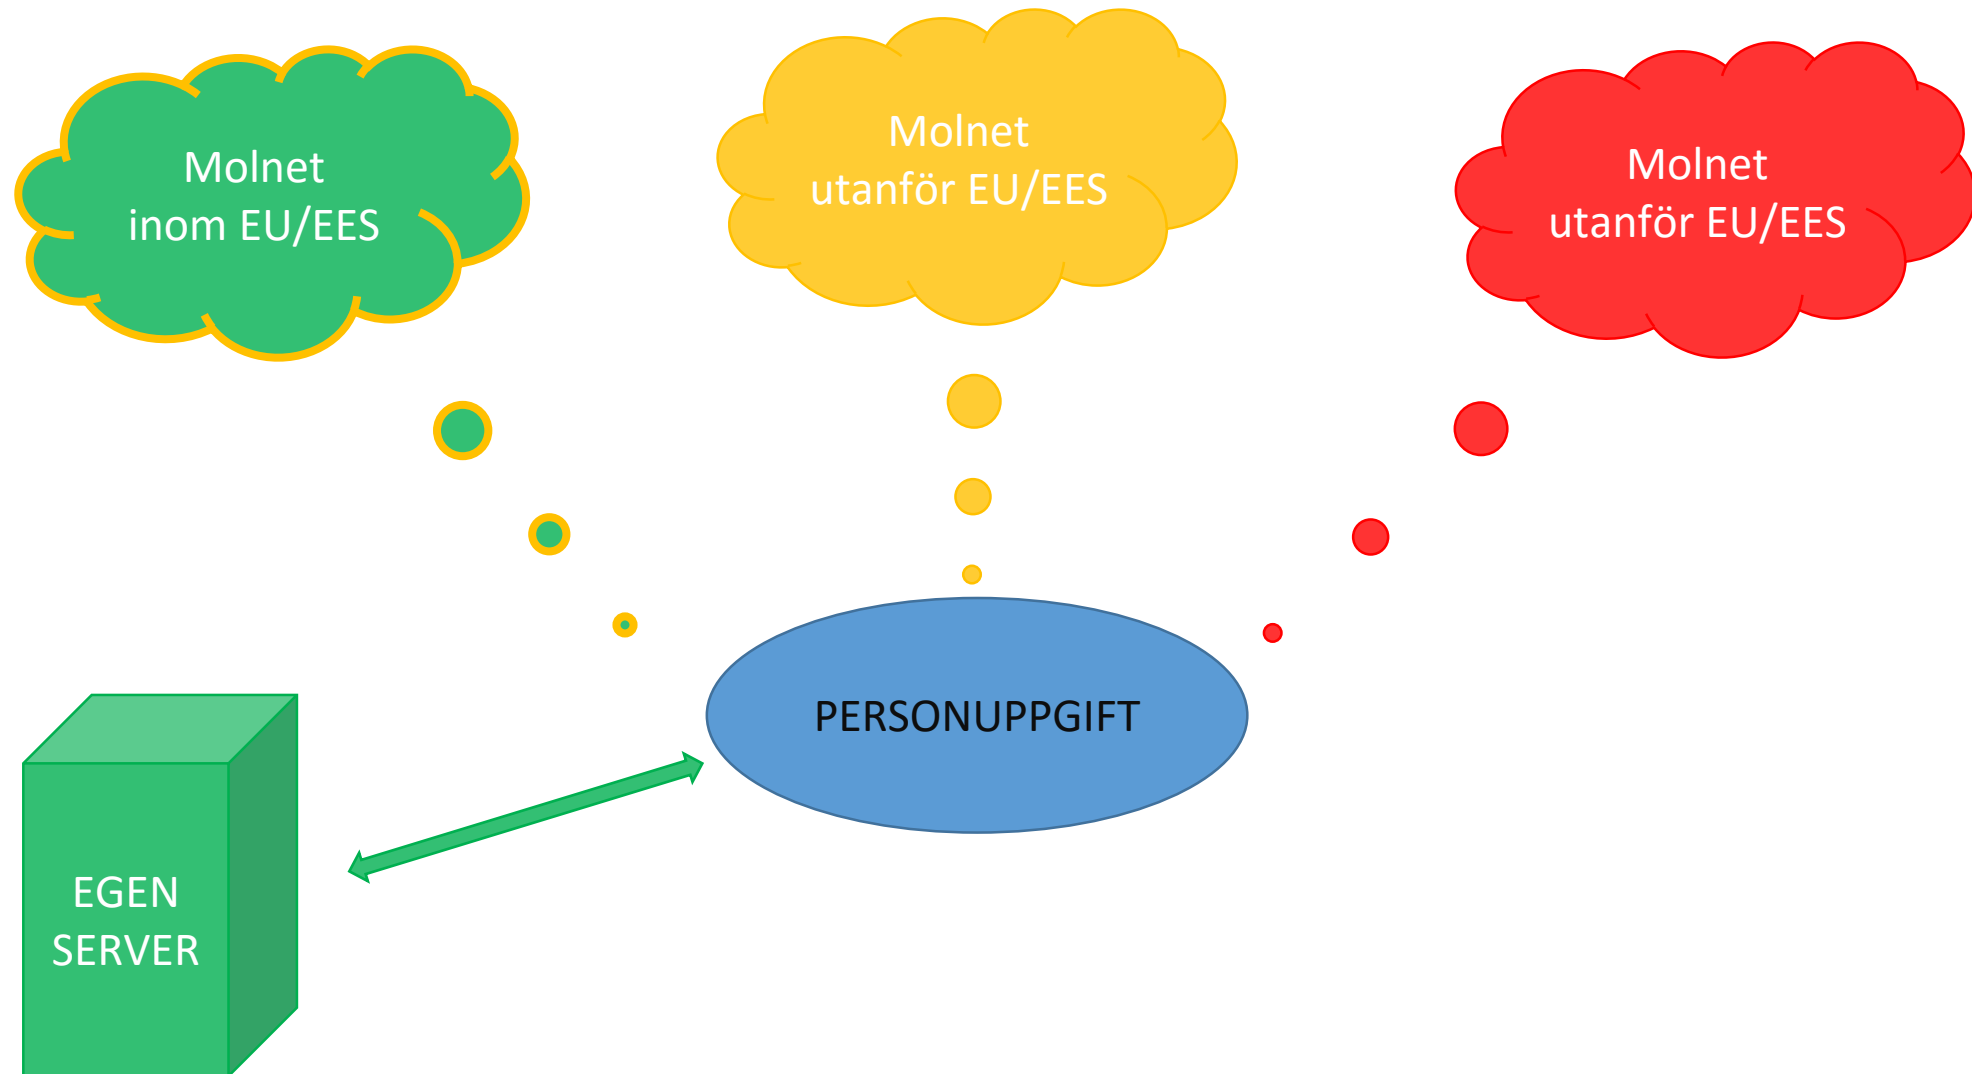 Molnet
inom EU/EES
Molnet
utanför EU/EES
Molnet
utanför EU/EES
PERSONUPPGIFT
EGEN
SERVER